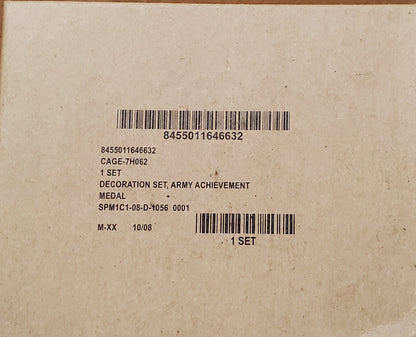 8455011646632
8455011646632
CAGE-7H062
1 SET
DECORATION SET, ARMY ACHIEVEMENT
MEDAL
SPM1C1-08-D-1056 0001
M-XX 10/08
1 SET